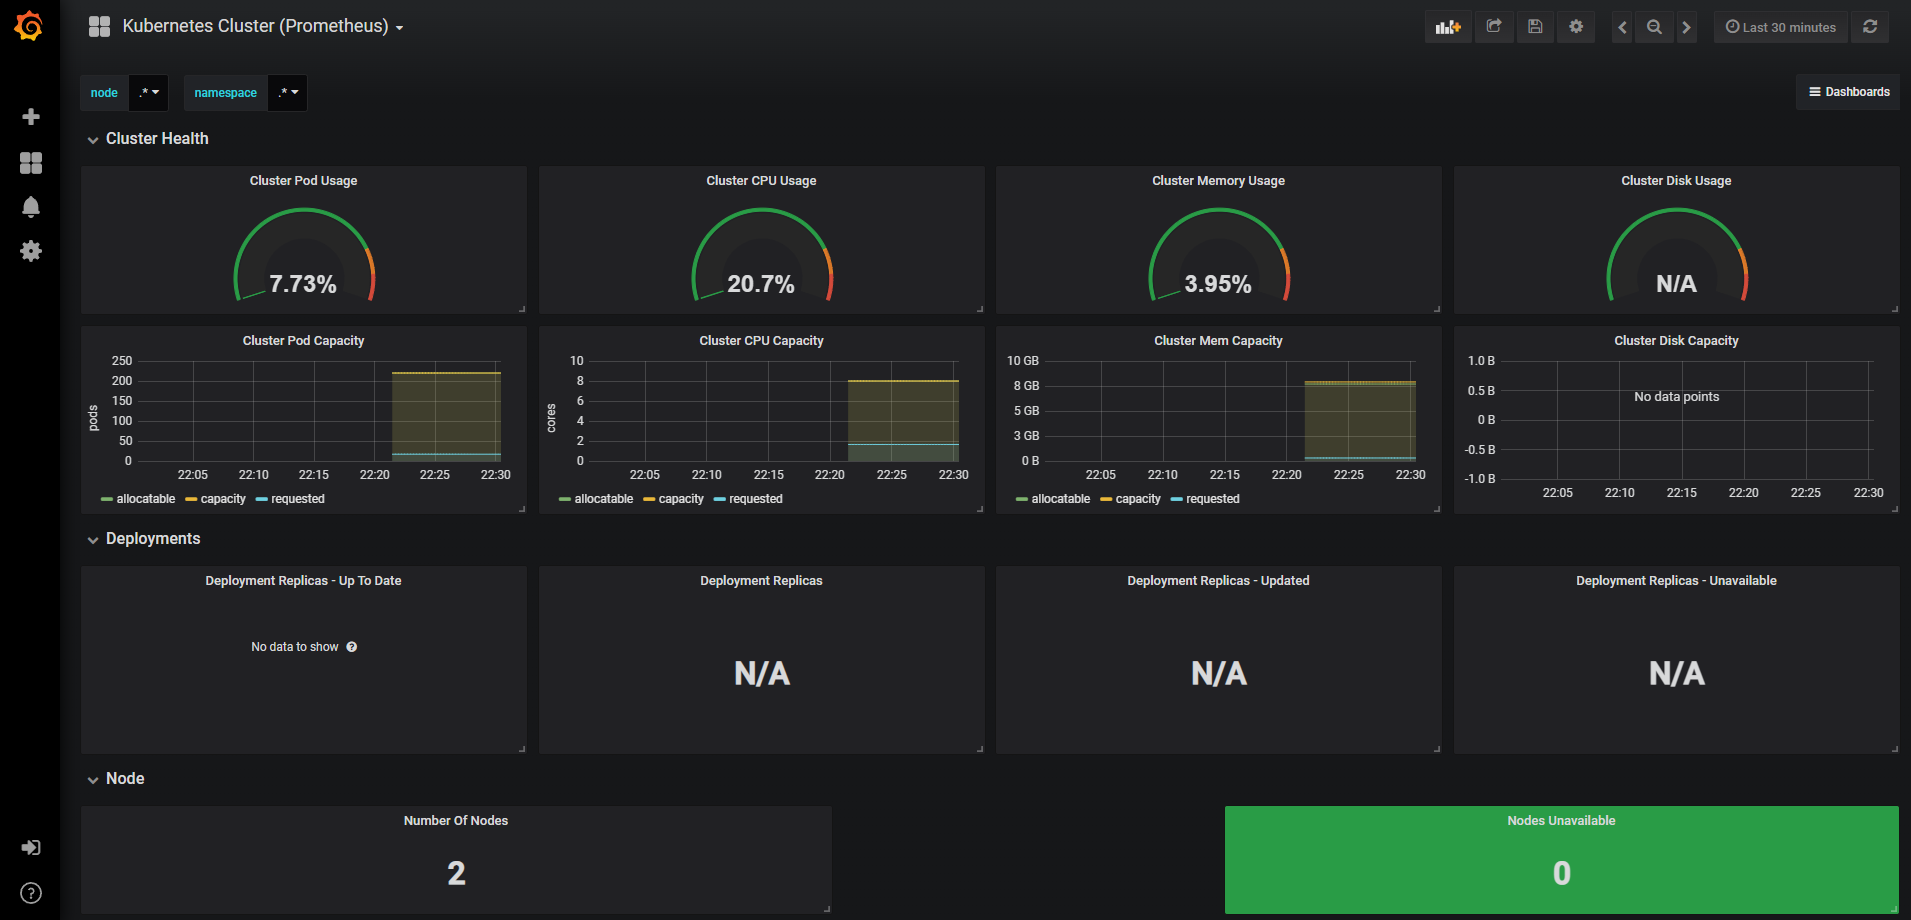 Kubernetes Cluster (Prometheus)
Last 30 minutes
node .* namespace .*
Dashboards
Cluster Health
Cluster Pod Usage
7.73%
Cluster CPU Usage
20.7%
Cluster Memory Usage
3.95%
Cluster Disk Usage
N/A
Cluster Pod Capacity
250
200
150
100
50
0
pods
22:05 22:10 22:15 22:20 22:25 22:30
allocatable capacity requested
Cluster CPU Capacity
10
8
6
4
2
0
cores
22:05 22:10 22:15 22:20 22:25 22:30
allocatable capacity requested
Cluster Mem Capacity
10 GB
8 GB
5 GB
3 GB
0 B
22:05 22:10 22:15 22:20 22:25 22:30
allocatable capacity requested
Cluster Disk Capacity
1.0 B
0.5 B
0 B
-0.5 B
-1.0 B
No data points
22:05 22:10 22:15 22:20 22:25 22:30
Deployments
Deployment Replicas - Up To Date
No data to show ?
Deployment Replicas
N/A
Deployment Replicas - Updated
N/A
Deployment Replicas - Unavailable
N/A
Node
Number Of Nodes
2
Nodes Unavailable
0